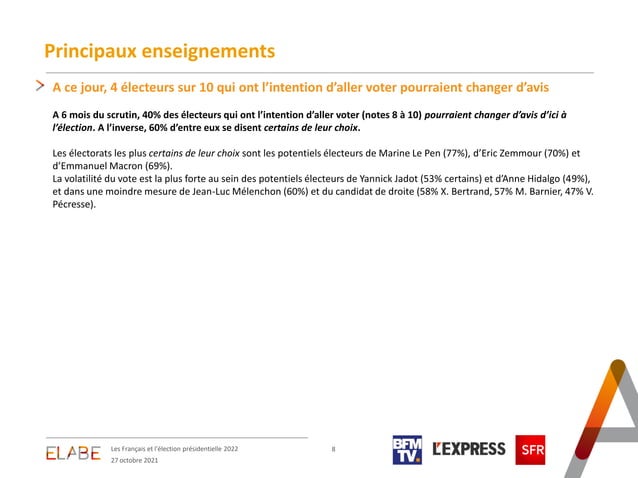 Principaux enseignements
A ce jour, 4 électeurs sur 10 qui ont l’intention d’aller voter pourraient changer d’avis
A 6 mois du scrutin, 40% des électeurs qui ont l’intention d’aller voter (notes 8 à 10) pourraient changer d’avis d’ici à
l’élection. A l’inverse, 60% d’entre eux se disent certains de leur choix.
Les électorats les plus certains de leur choix sont les potentiels électeurs de Marine Le Pen (77%), d’Eric Zemmour (70%) et
d’Emmanuel Macron (69%).
La volatilité du vote est la plus forte au sein des potentiels électeurs de Yannick Jadot (53% certains) et d’Anne Hidalgo (49%),
et dans une moindre mesure de Jean-Luc Mélenchon (60%) et du candidat de droite (58% X. Bertrand, 57% M. Barnier, 47% V.
Pécresse).
ELABE
Les Français et l’élection présidentielle 2022
27 octobre 2021
8
BFM
TV.
L’EXPRESS
SFR